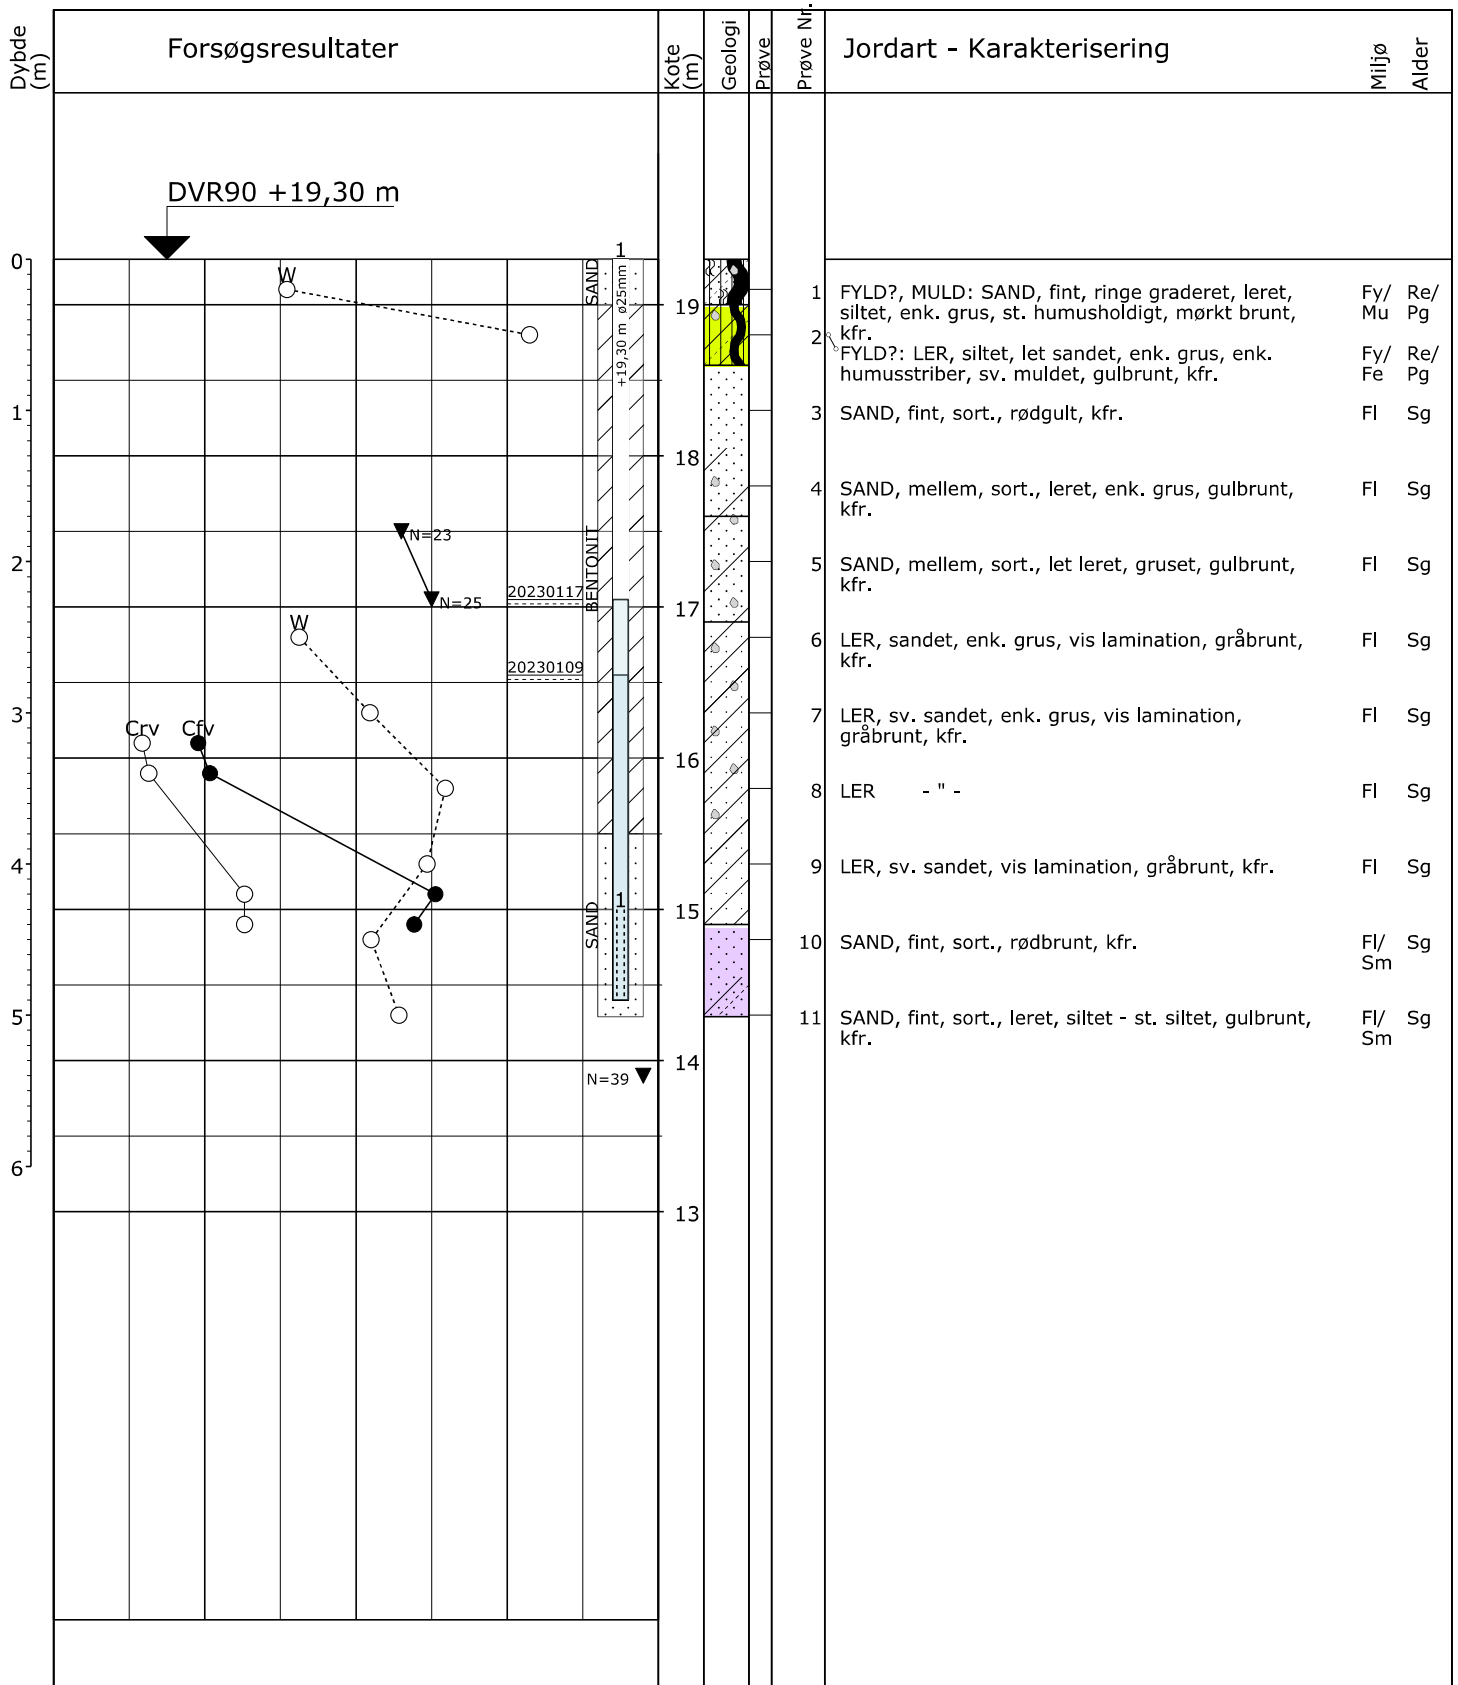 Dybde
(m)
Forsøgsresultater
Kote
(m)
Geologi
Prøve
Prøve Nr.
Jordart - Karakterisering
Miljø
Alder
DVR90 +19,30 m
0
1
2
3
4
5
6
19
18
17
16
15
14
13
W
N=23
N=25
W
Crv
Cfv
N=39
20230117
20230109
SAND
BENTONIT
SAND
1
+19,30 m ø25mm
1
1 FYLD?, MULD: SAND, fint, ringe graderet, leret, Fy/ Re/
siltet, enk. grus, st. humusholdigt, mørkt brunt, Mu Pg
kfr.
2 FYLD?: LER, siltet, let sandet, enk. grus, enk. Fy/ Re/
humusstriber, sv. muldet, gulbrunt, kfr. Fe Pg
3 SAND, fint, sort., rødgult, kfr. Fl Sg
4 SAND, mellem, sort., leret, enk. grus, gulbrunt, Fl Sg
kfr.
5 SAND, mellem, sort., let leret, gruset, gulbrunt, Fl Sg
kfr.
6 LER, sandet, enk. grus, vis lamination, gråbrunt, Fl Sg
kfr.
7 LER, sv. sandet, enk. grus, vis lamination, Fl Sg
gråbrunt, kfr.
8 LER - " - Fl Sg
9 LER, sv. sandet, vis lamination, gråbrunt, kfr. Fl Sg
10 SAND, fint, sort., rødbrunt, kfr. Fl/ Sg
Sm
11 SAND, fint, sort., leret, siltet - st. siltet, gulbrunt, Fl/ Sg
kfr. Sm